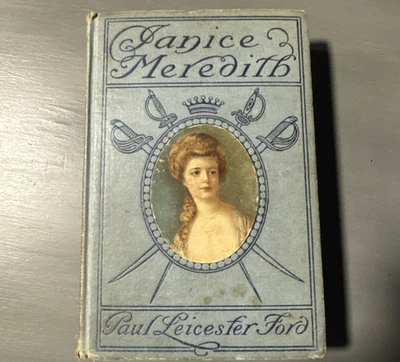 Janice
Meredith
Paul Leicester Ford